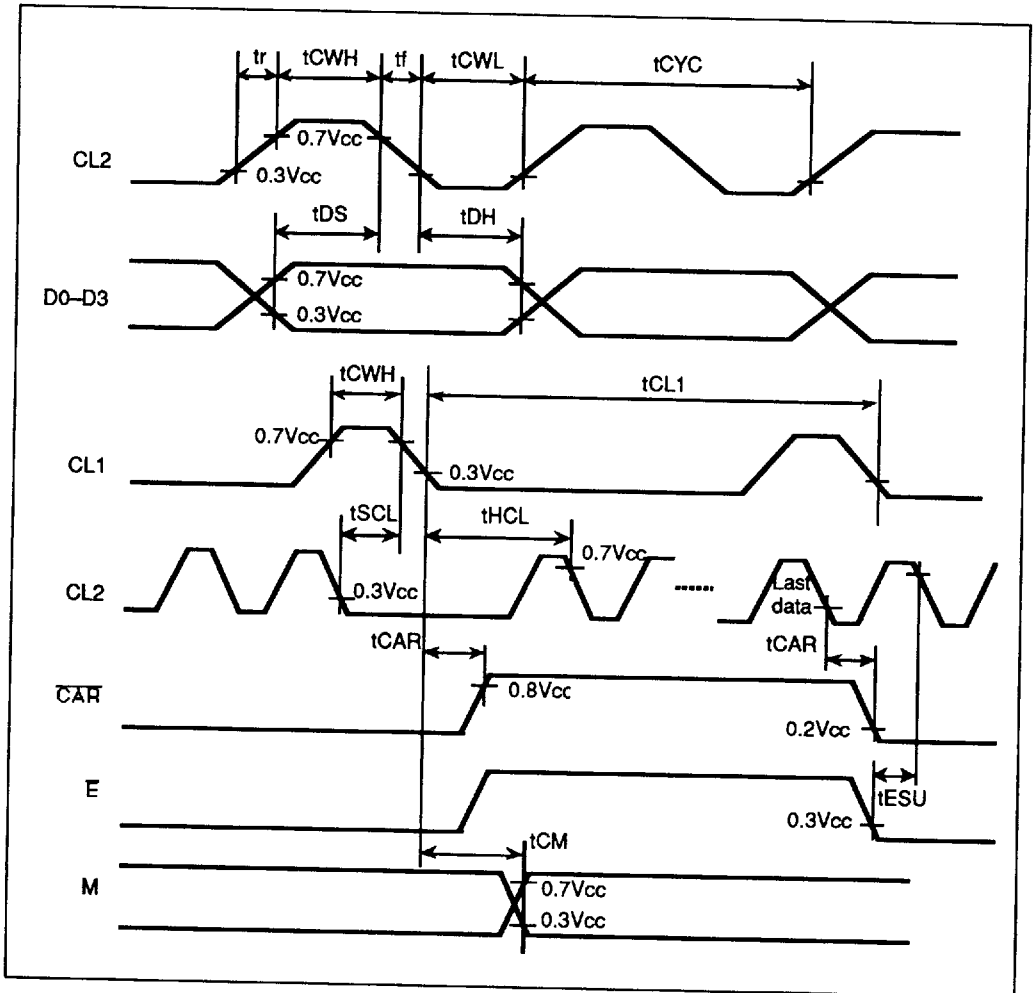 tr tCWH tf tCWL tCYC
CL2
0.7Vcc
0.3Vcc
tDS tDH
D0–D3
0.7Vcc
0.3Vcc
tCWH tCL1
0.7Vcc
CL1
0.3Vcc
tSCL tHCL
0.7Vcc
CL2
0.3Vcc
......
Last
data
tCAR tCAR
CAR
0.8Vcc
0.2Vcc
E
tESU
0.3Vcc
tCM
M
0.7Vcc
0.3Vcc